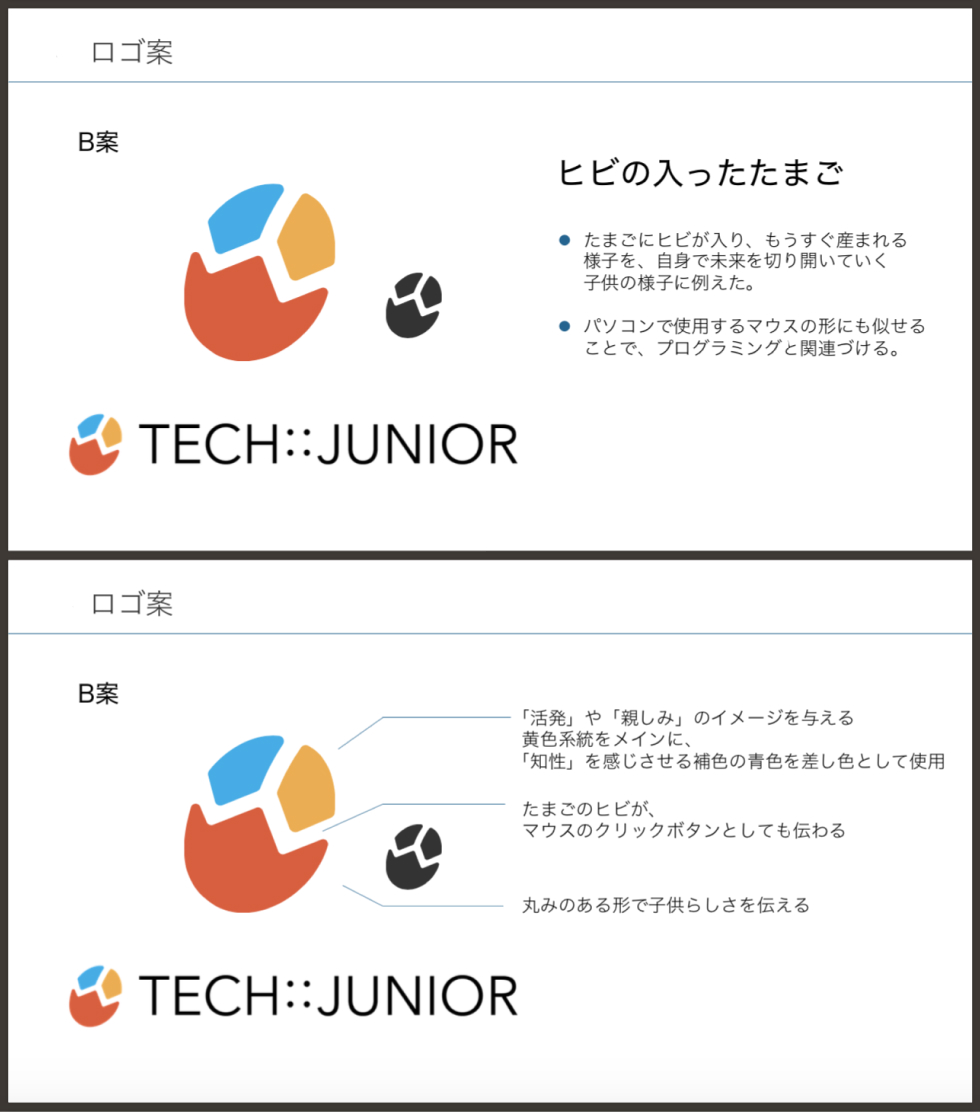 ロゴ案
B案
ヒビの入ったたまご
たまごにヒビが入り、もうすぐ産まれる
様子を、自身で未来を切り開いていく
子供の様子に例えた。
パソコンで使用するマウスの形にも似せる
ことで、プログラミングと関連づける。
TECH::JUNIOR
ロゴ案
B案
「活発」や「親しみ」のイメージを与える
黄色系統をメインに、
「知性」を感じさせる補色の青色を差し色として使用
たまごのヒビが、
マウスのクリックボタンとしても伝わる
丸みのある形で子供らしさを伝える
TECH::JUNIOR